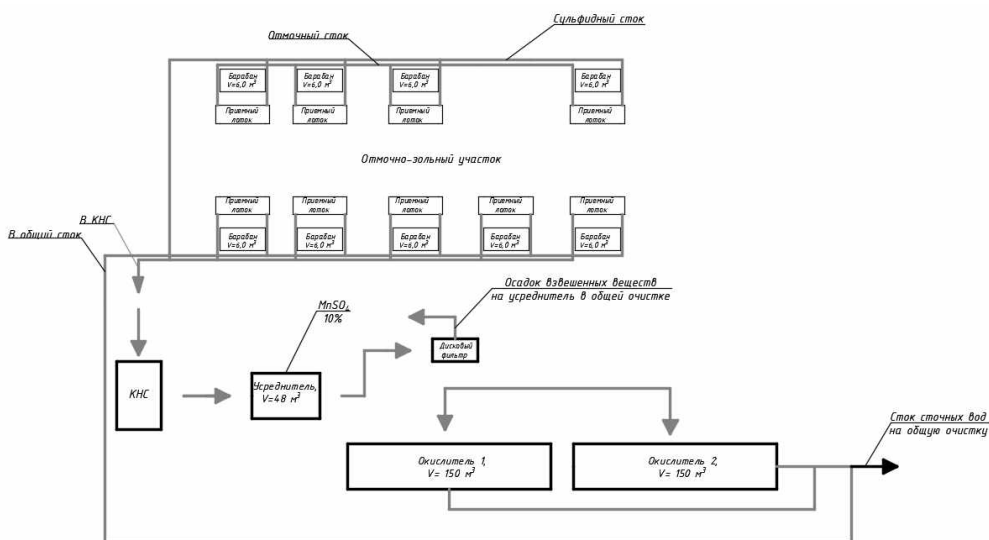 Сульфидный сток
Отмочный сток
Барабан
V=6,0 м³
Барабан
V=6,0 м³
Барабан
V=6,0 м³
Барабан
V=6,0 м³
Приемный
лоток
Приемный
лоток
Приемный
лоток
Приемный
лоток
Отмочно-зольный участок
Приемный
лоток
Приемный
лоток
Приемный
лоток
Приемный
лоток
Приемный
лоток
Барабан
V=6,0 м³
Барабан
V=6,0 м³
Барабан
V=6,0 м³
Барабан
V=6,0 м³
Барабан
V=6,0 м³
В КНС
В общий сток
Осадок взвешенных веществ
на усреднитель в общей очистке
MnSO₄
10%
Дисковый
фильтр
КНС
Усреднитель,
V=48 м³
Сток сточных вод
на общую очистку
Окислитель 1,
V= 150 м³
Окислитель 2,
V= 150 м³